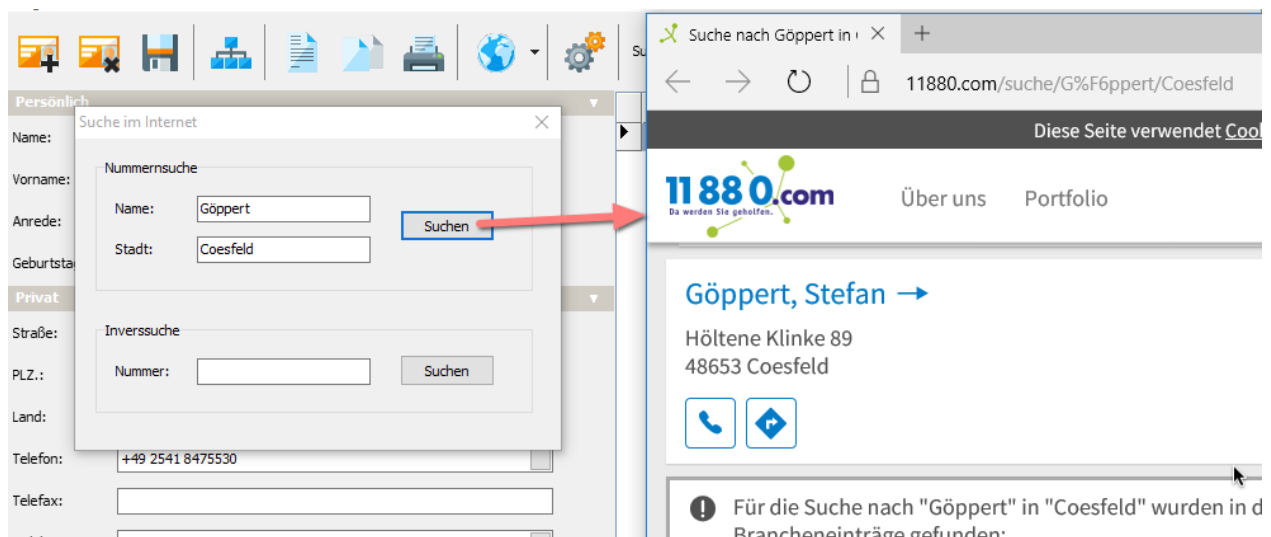 Su
Persönlich
Name:
Vorname:
Anrede:
Geburtsta
Privat
Straße:
PLZ.:
Land:
Telefon:
+49 2541 8475530
Telefax:
Suche im Internet
Nummernsuche
Name:
Göppert
Suchen
Stadt:
Coesfeld
Inverssuche
Nummer:
Suchen
Suche nach Göppert in
11880.com/suche/G%F6ppert/Coesfeld
Diese Seite verwendet Cool
11880.com
Da werden Sie geholfen.
Über uns Portfolio
Göppert, Stefan →
Höltene Klinke 89
48653 Coesfeld
Für die Suche nach "Göppert" in "Coesfeld" wurden in d
Brancheneinträge gefunden: